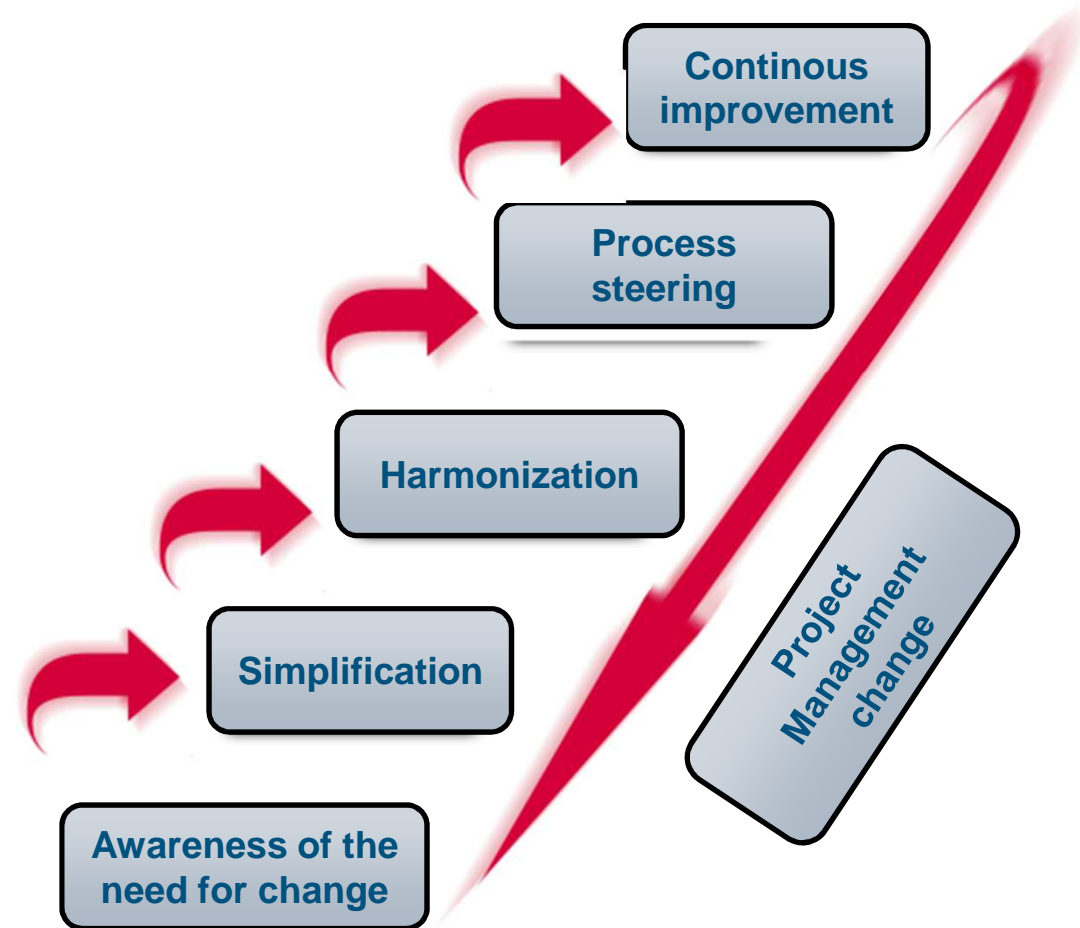 Continous
improvement
Process
steering
Harmonization
Simplification
Awareness of the
need for change
Project
Management
change